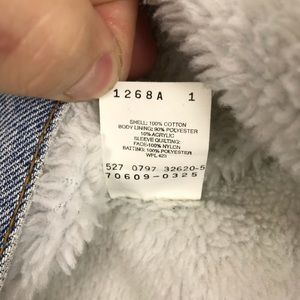 1268A 1
SHELL: 100% COTTON
BODY LINING: 90% POLYESTER
10% ACRYLIC
SLEEVE QUILTING:
FACE-100% NYLON
BATTING: 100% POLYESTER
WPL 423
527 0797 32620-5
70609-0325